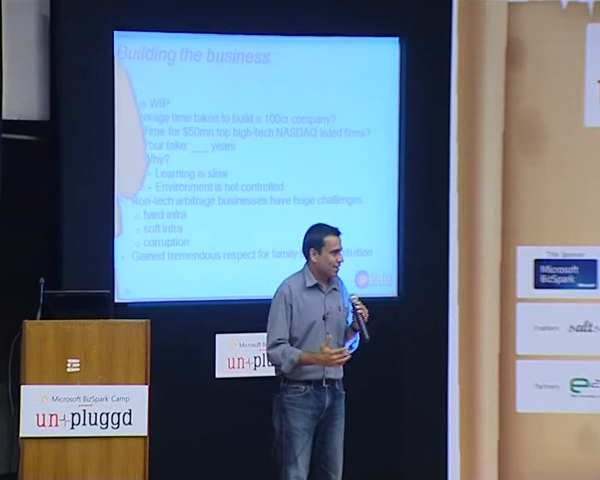 Building the business
WIP?
time taken to build a 100cr company?
Time for $50mn top high-tech NASDAQ listed firms?
Your take: ___ years
Why?
- Learning is slow
- Environment is not controlled
Non-tech arbitrage businesses have huge challenges
o hard infra
o soft infra
o corruption
- Gained tremendous respect for family
Microsoft BizSpark Camp
un+pluggd
Microsoft
un+plu
Title Sponsor
Microsoft
BizSpark
Enablers
Partners